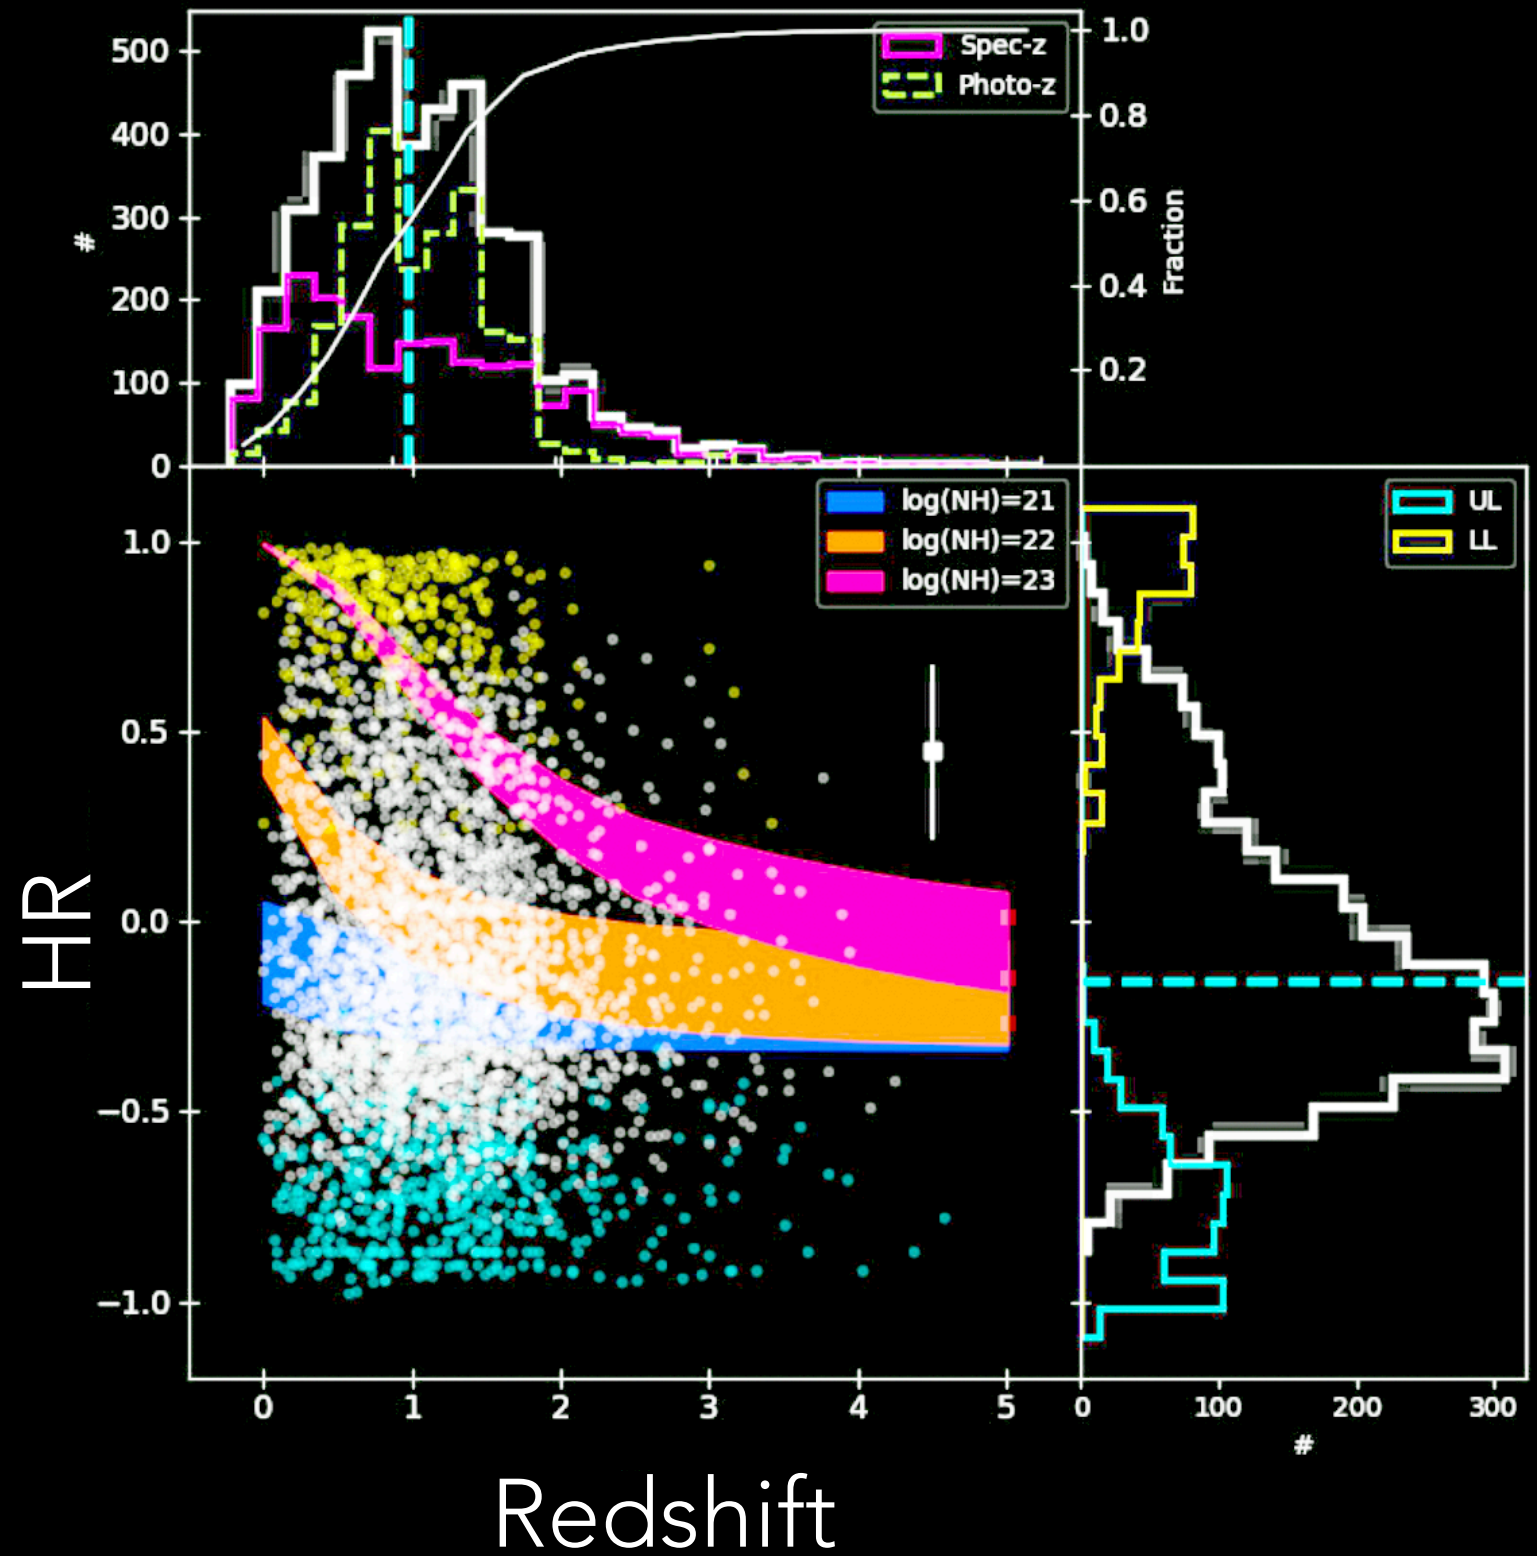 500
400
300
200
100
0
#
1.0
0.8
0.6
0.4
0.2
Fraction
Spec-z
Photo-z
log(NH)=21
log(NH)=22
log(NH)=23
UL
LL
1.0
0.5
0.0
−0.5
−1.0
HR
0 1 2 3 4 5
0 100 200 300
#
Redshift